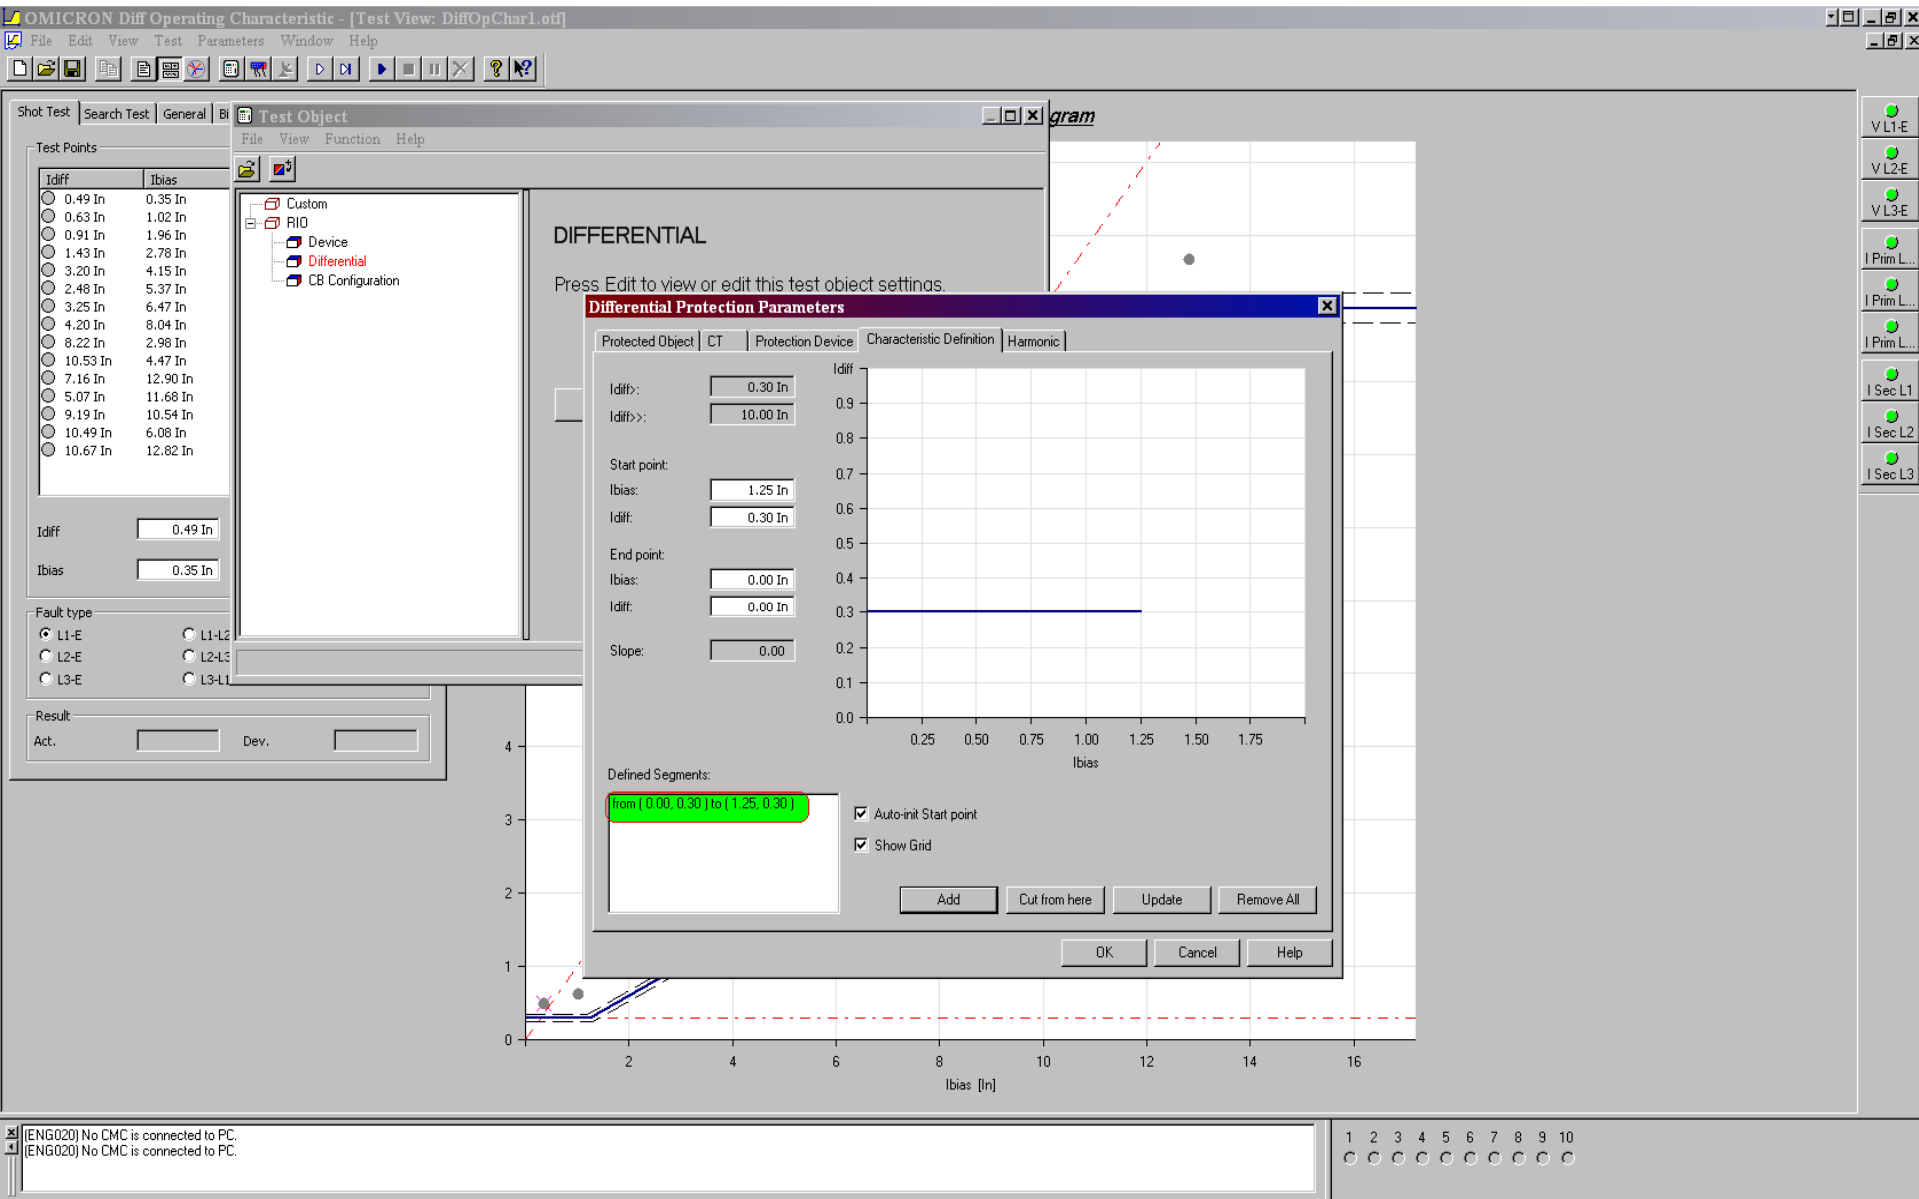 OMICRON Diff Operating Characteristic - [Test View: DiffOpChar1.otf]
File Edit View Test Parameters Window Help
Shot Test Search Test General Bi
Test Points
Idiff Ibias
0.49 In 0.35 In
0.63 In 1.02 In
0.91 In 1.96 In
1.43 In 2.78 In
3.20 In 4.15 In
2.48 In 5.37 In
3.25 In 6.47 In
4.20 In 8.04 In
8.22 In 2.98 In
10.53 In 4.47 In
7.16 In 12.90 In
5.07 In 11.68 In
9.19 In 10.54 In
10.49 In 6.08 In
10.67 In 12.82 In
Idiff 0.49 In
Ibias 0.35 In
Fault type
L1-E L1-L2
L2-E L2-L3
L3-E L3-L1
Result
Act. Dev.
Test Object
File View Function Help
Custom
RIO
Device
Differential
CB Configuration
DIFFERENTIAL
Press Edit to view or edit this test object settings.
gram
Differential Protection Parameters
Protected Object CT Protection Device Characteristic Definition Harmonic
Idiff>: 0.30 In
Idiff>>: 10.00 In
Start point:
Ibias: 1.25 In
Idiff: 0.30 In
End point:
Ibias: 0.00 In
Idiff: 0.00 In
Slope: 0.00
Idiff
0.9
0.8
0.7
0.6
0.5
0.4
0.3
0.2
0.1
0.0
0.25 0.50 0.75 1.00 1.25 1.50 1.75
Ibias
Defined Segments:
from ( 0.00, 0.30 ) to ( 1.25, 0.30 )
Auto-init Start point
Show Grid
Add Cut from here Update Remove All
OK Cancel Help
4
3
2
1
0
2 4 6 8 10 12 14 16
Ibias [In]
V L1-E
V L2-E
V L3-E
I Prim L...
I Prim L...
I Prim L...
I Sec L1
I Sec L2
I Sec L3
(ENG020) No CMC is connected to PC.
(ENG020) No CMC is connected to PC.
1 2 3 4 5 6 7 8 9 10